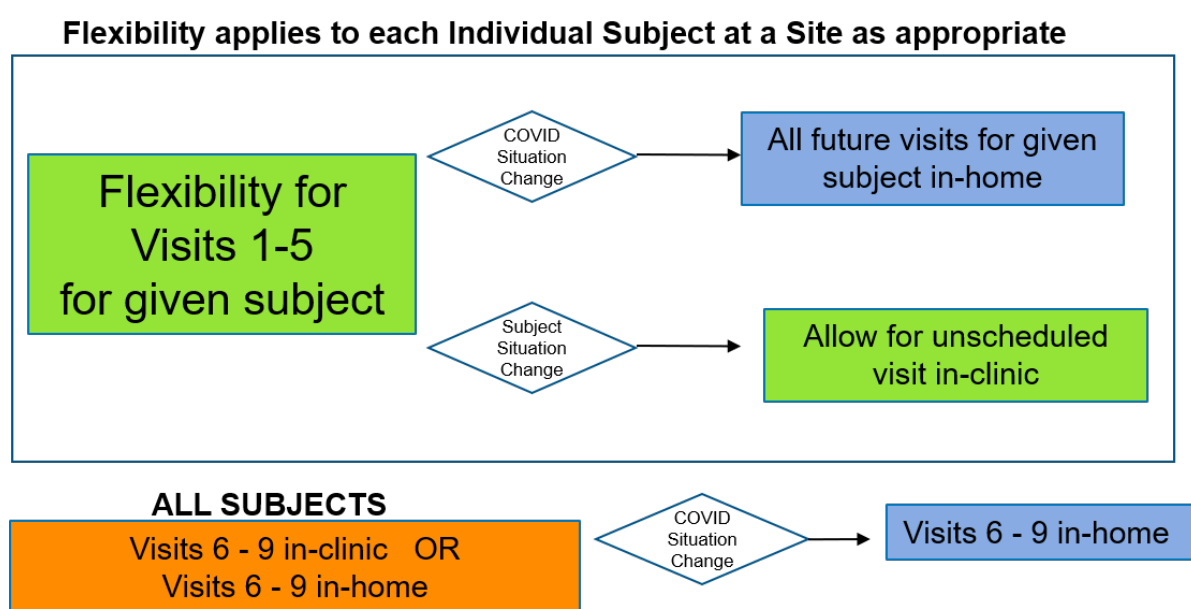 Flexibility applies to each Individual Subject at a Site as appropriate
Flexibility for
Visits 1-5
for given subject
COVID
Situation
Change
All future visits for given
subject in-home
Subject
Situation
Change
Allow for unscheduled
visit in-clinic
ALL SUBJECTS
Visits 6 - 9 in-clinic OR
Visits 6 - 9 in-home
COVID
Situation
Change
Visits 6 - 9 in-home